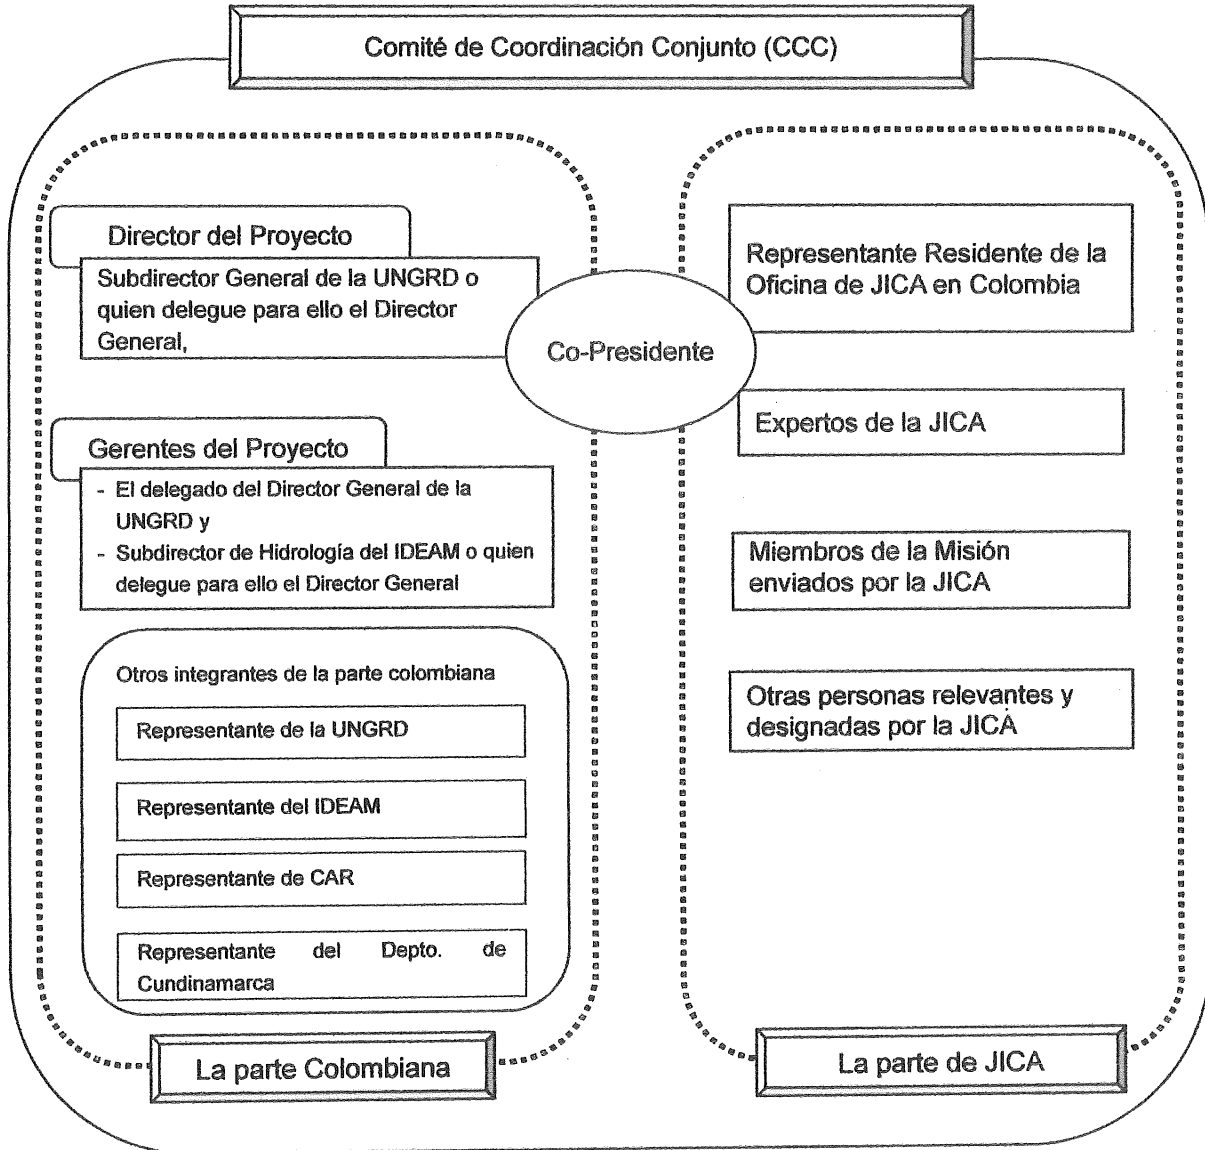 Comité de Coordinación Conjunto (CCC)
Director del Proyecto
Subdirector General de la UNGRD o
quien delegue para ello el Director
General,
Gerentes del Proyecto
- El delegado del Director General de la
UNGRD y
- Subdirector de Hidrología del IDEAM o quien
delegue para ello el Director General
Otros integrantes de la parte colombiana
Representante de la UNGRD
Representante del IDEAM
Representante de CAR
Representante del Depto. de
Cundinamarca
La parte Colombiana
Co-Presidente
Representante Residente de la
Oficina de JICA en Colombia
Expertos de la JICA
Miembros de la Misión
enviados por la JICA
Otras personas relevantes y
designadas por la JICA
La parte de JICA